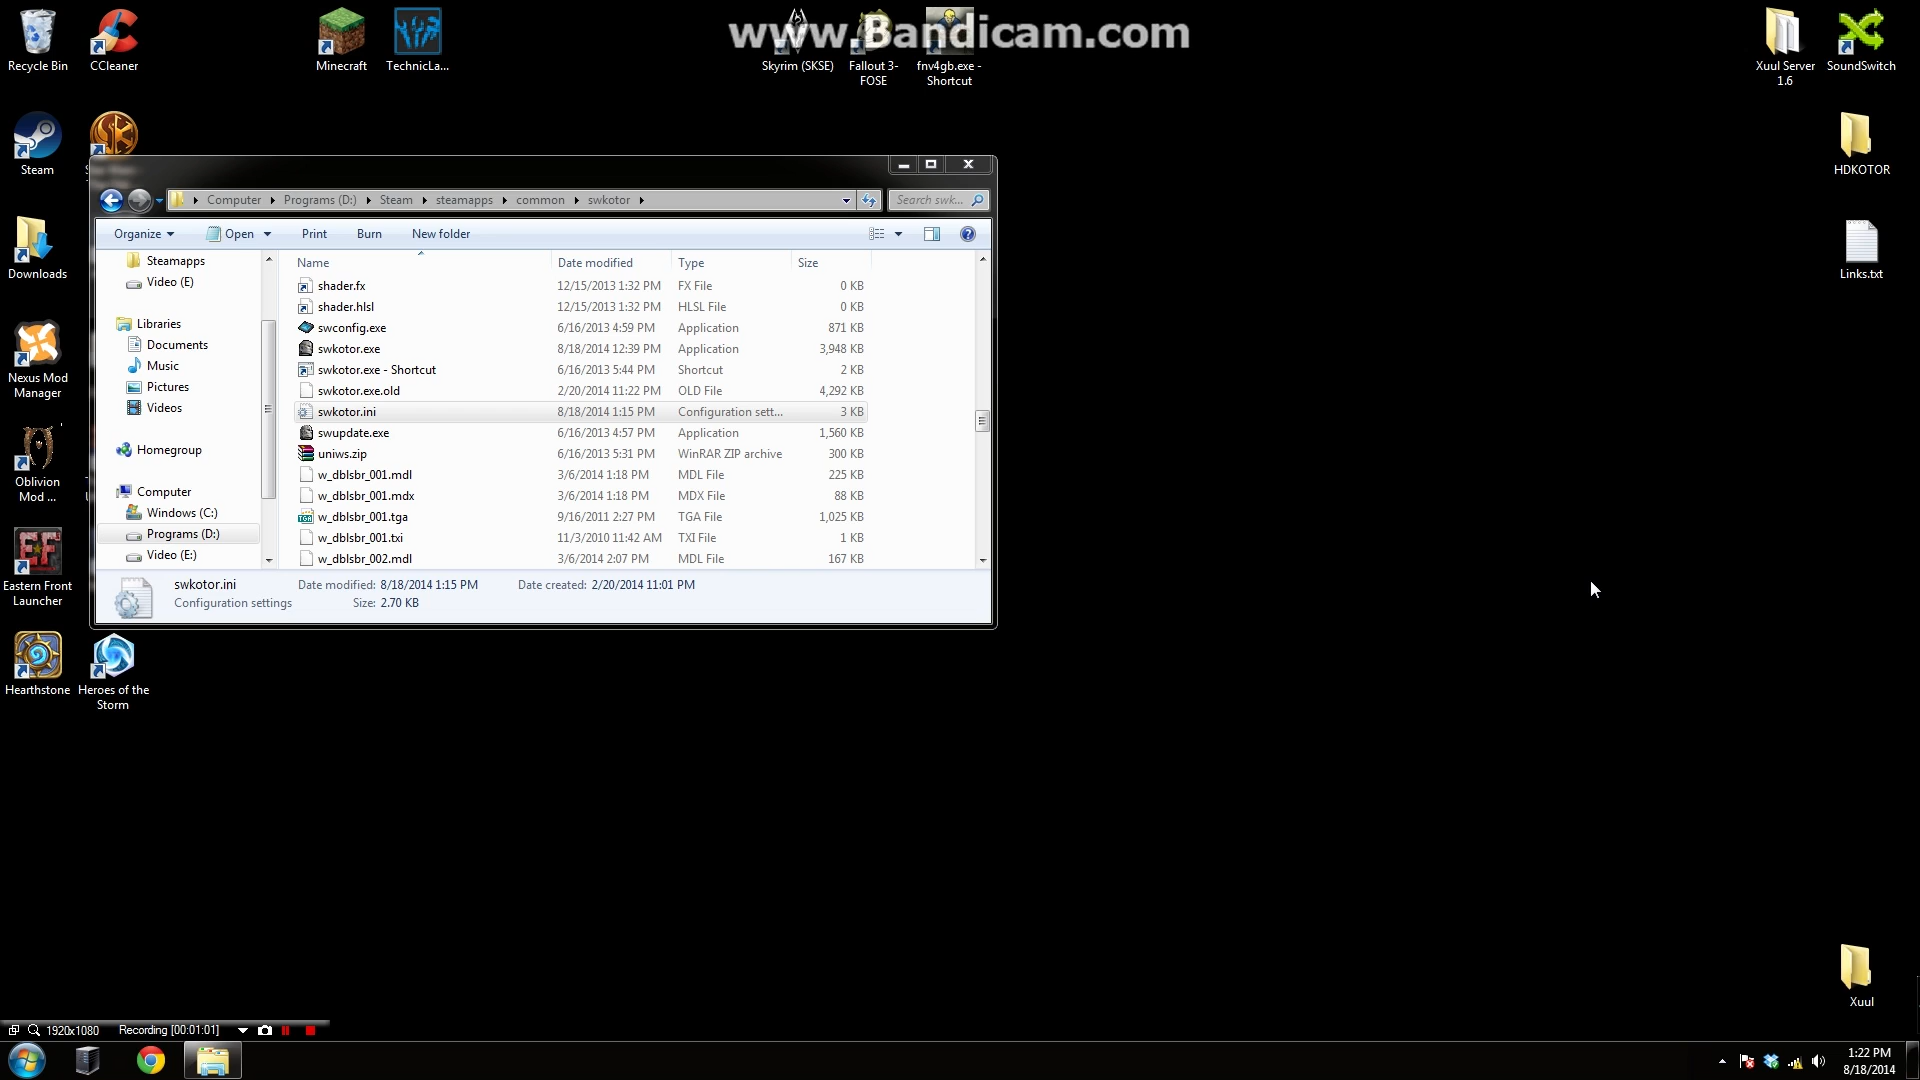 www.Bandicam.com
Recycle Bin
CCleaner
Minecraft
TechnicLa...
Skyrim (SKSE)
Fallout 3-
FOSE
fnv4gb.exe -
Shortcut
Xuul Server
1.6
SoundSwitch
Steam
HDKOTOR
Downloads
Links.txt
Nexus Mod
Manager
Oblivion
Mod ...
Eastern Front
Launcher
Hearthstone
Heroes of the
Storm
Xuul
Computer Programs (D:) Steam steamapps common swkotor
Search swk...
Organize Open Print Burn New folder
Steamapps
Video (E)
Libraries
Documents
Music
Pictures
Videos
Homegroup
Computer
Windows (C:)
Programs (D:)
Video (E:)
Name Date modified Type Size
shader.fx 12/15/2013 1:32 PM FX File 0 KB
shader.hlsl 12/15/2013 1:32 PM HLSL File 0 KB
swconfig.exe 6/16/2013 4:59 PM Application 871 KB
swkotor.exe 8/18/2014 12:39 PM Application 3,948 KB
swkotor.exe - Shortcut 6/16/2013 5:44 PM Shortcut 2 KB
swkotor.exe.old 2/20/2014 11:22 PM OLD File 4,292 KB
swkotor.ini 8/18/2014 1:15 PM Configuration sett... 3 KB
swupdate.exe 6/16/2013 4:57 PM Application 1,560 KB
uniws.zip 6/16/2013 5:31 PM WinRAR ZIP archive 300 KB
w_dblsbr_001.mdl 3/6/2014 1:18 PM MDL File 225 KB
w_dblsbr_001.mdx 3/6/2014 1:18 PM MDX File 88 KB
w_dblsbr_001.tga 9/16/2011 2:27 PM TGA File 1,025 KB
w_dblsbr_001.txi 11/3/2010 11:42 AM TXI File 1 KB
w_dblsbr_002.mdl 3/6/2014 2:07 PM MDL File 167 KB
swkotor.ini Date modified: 8/18/2014 1:15 PM Date created: 2/20/2014 11:01 PM
Configuration settings Size: 2.70 KB
1920x1080 Recording [00:01:01]
1:22 PM
8/18/2014